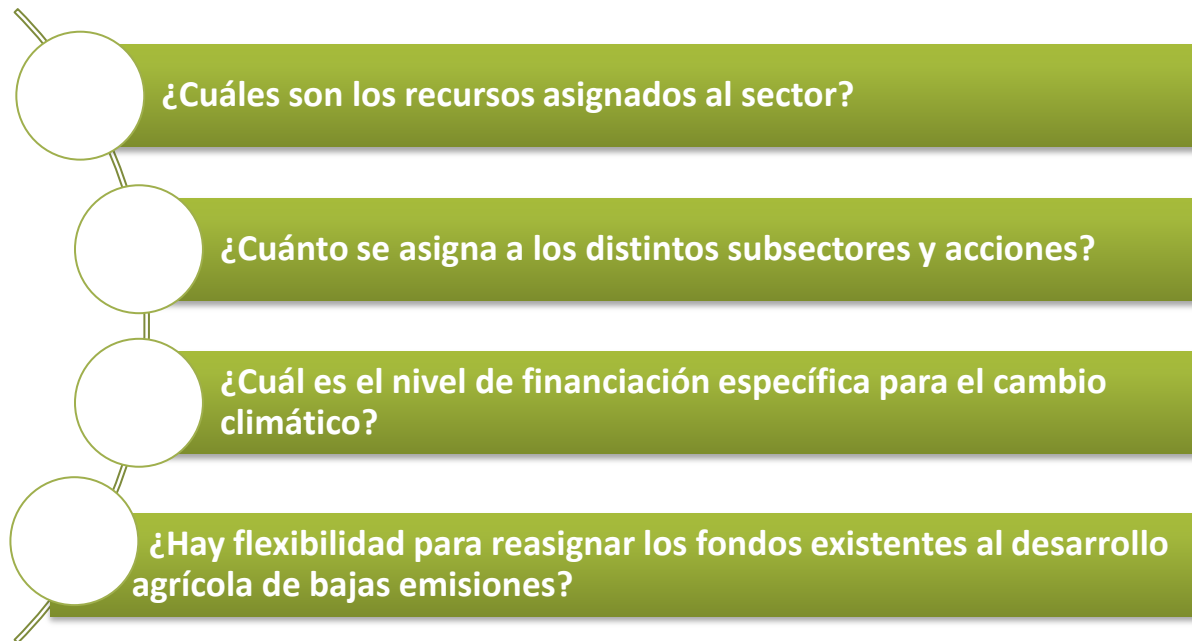 ¿Cuáles son los recursos asignados al sector?
¿Cuánto se asigna a los distintos subsectores y acciones?
¿Cuál es el nivel de financiación específica para el cambio
climático?
¿Hay flexibilidad para reasignar los fondos existentes al desarrollo
agrícola de bajas emisiones?